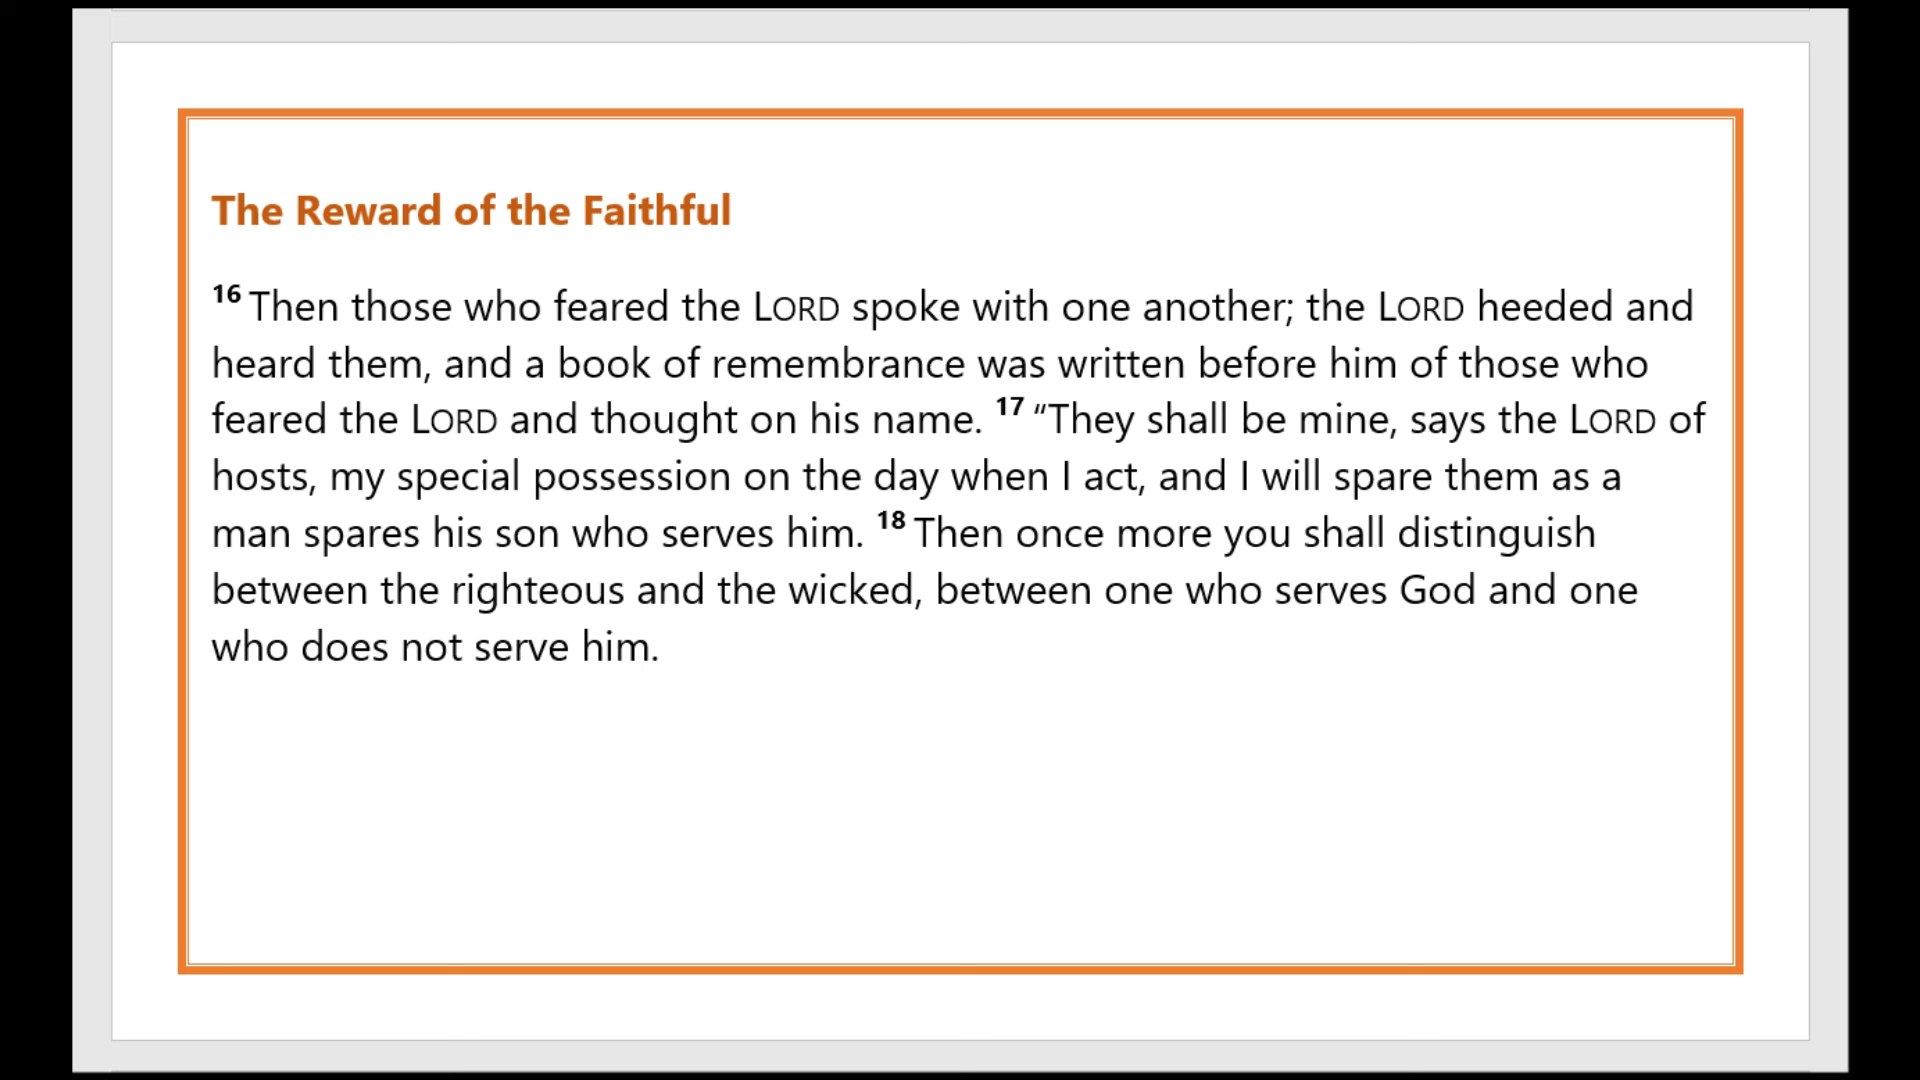 The Reward of the Faithful
16 Then those who feared the LORD spoke with one another; the LORD heeded and
heard them, and a book of remembrance was written before him of those who
feared the LORD and thought on his name. 17 “They shall be mine, says the LORD of
hosts, my special possession on the day when I act, and I will spare them as a
man spares his son who serves him. 18 Then once more you shall distinguish
between the righteous and the wicked, between one who serves God and one
who does not serve him.